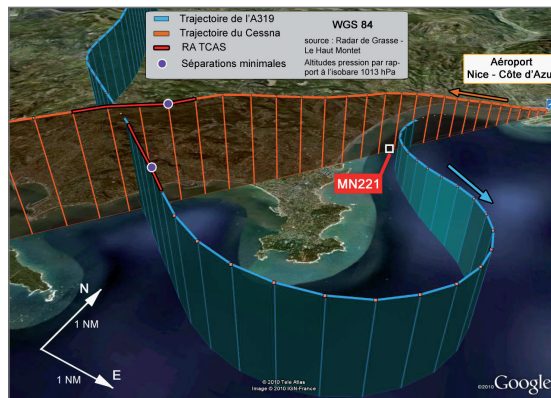 Trajectoire de l'A319
Trajectoire du Cessna
RA TCAS
Séparations minimales
WGS 84
source : Radar de Grasse -
Le Haut Montet
Altitudes pression par rap-
port à l'isobare 1013 hPa
Aéroport
Nice - Côte d'Azu
MN221
N
1 NM
1 NM
E
© 2010 Tele Atlas
Image © 2010 IGN-France
©2010 Google